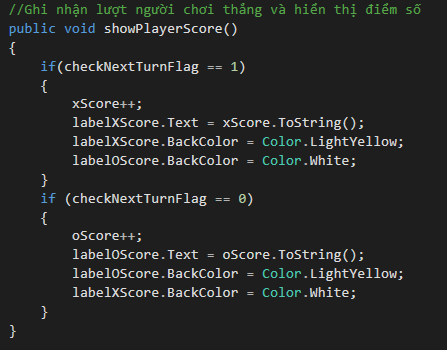 //Ghi nhận lượt người chơi thắng và hiển thị điểm số
public void showPlayerScore()
{
    if(checkNextTurnFlag == 1)
    {
        xScore++;
        labelXScore.Text = xScore.ToString();
        labelXScore.BackColor = Color.LightYellow;
        labelOScore.BackColor = Color.White;
    }
    if (checkNextTurnFlag == 0)
    {
        oScore++;
        labelOScore.Text = oScore.ToString();
        labelOScore.BackColor = Color.LightYellow;
        labelXScore.BackColor = Color.White;
    }
}